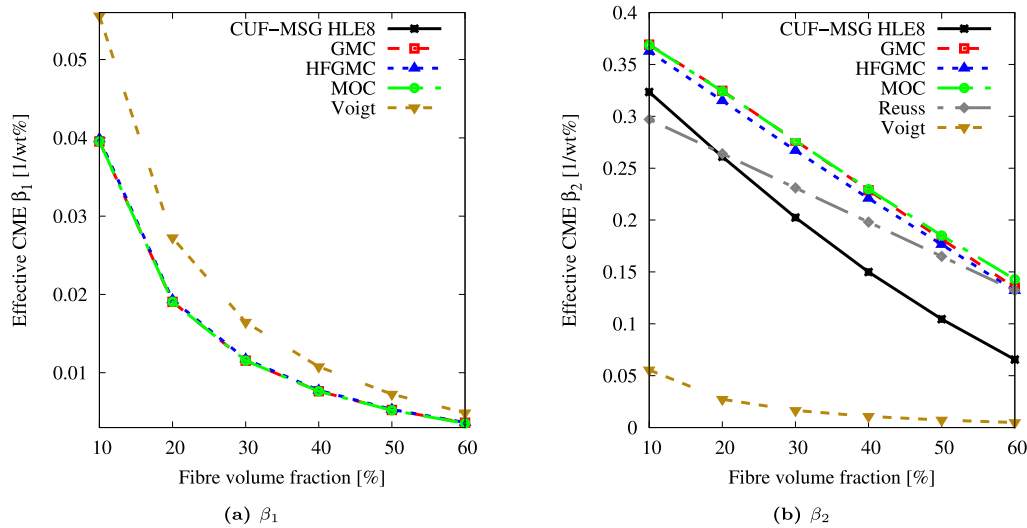 CUF−MSG HLE8
GMC
HFGMC
MOC
Voigt
0.05
0.04
0.03
0.02
0.01
Effective CME β1 [1/wt%]
10 20 30 40 50 60
Fibre volume fraction [%]
(a) β1
CUF−MSG HLE8
GMC
HFGMC
MOC
Reuss
Voigt
0.4
0.35
0.3
0.25
0.2
0.15
0.1
0.05
0
Effective CME β2 [1/wt%]
10 20 30 40 50 60
Fibre volume fraction [%]
(b) β2